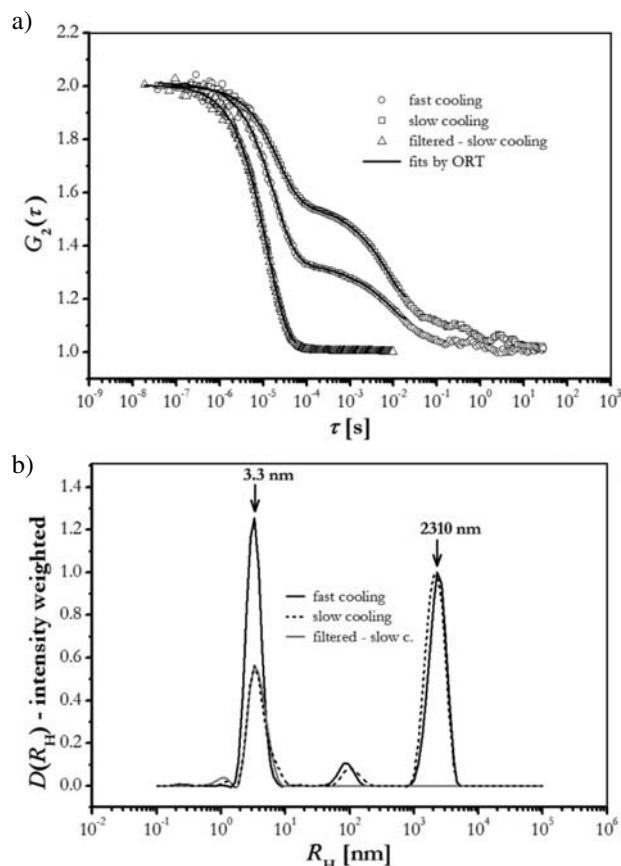 a)
2.2
2.0
1.8
1.6
1.4
1.2
1.0
G₂(τ)
fast cooling
slow cooling
filtered - slow cooling
fits by ORT
10⁻⁹ 10⁻⁸ 10⁻⁷ 10⁻⁶ 10⁻⁵ 10⁻⁴ 10⁻³ 10⁻² 10⁻¹ 10⁰ 10¹ 10² 10³
τ [s]
b)
3.3 nm
2310 nm
1.4
1.2
1.0
0.8
0.6
0.4
0.2
0.0
D(R_H) - intensity weighted
fast cooling
slow cooling
filtered - slow c.
10⁻² 10⁻¹ 10⁰ 10¹ 10² 10³ 10⁴ 10⁵ 10⁶
R_H [nm]